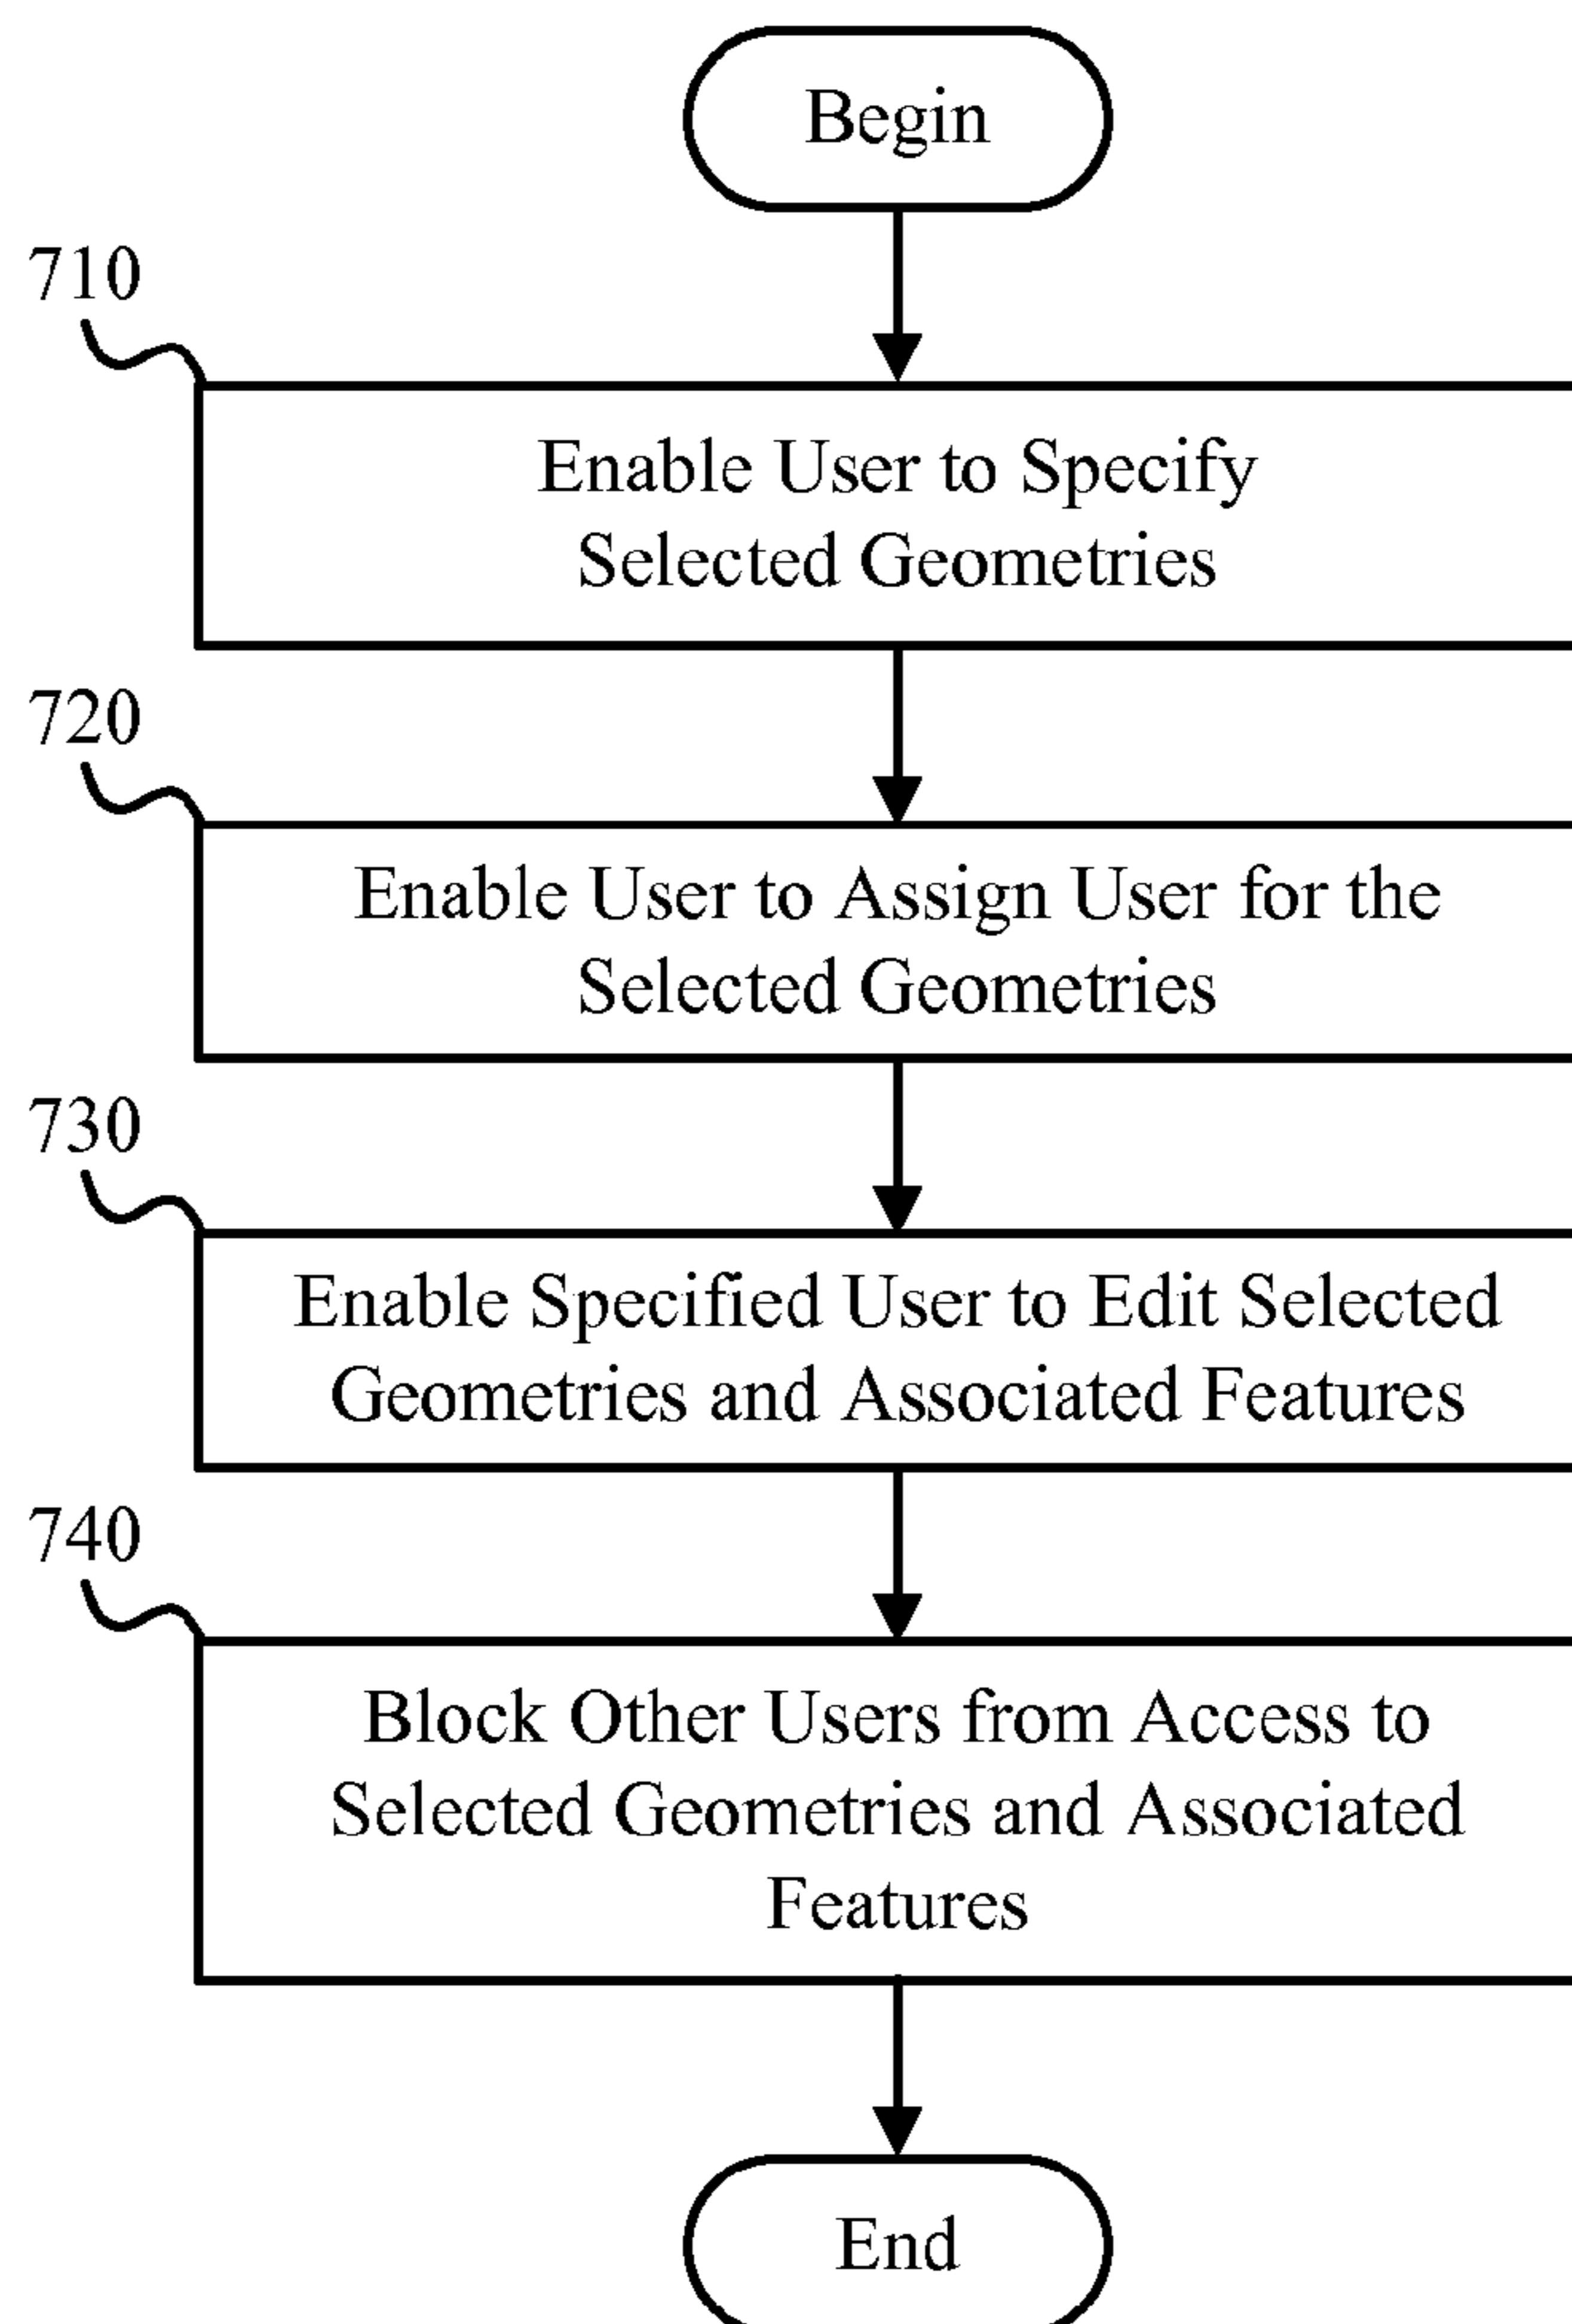 Begin
710
Enable User to Specify
Selected Geometries
720
Enable User to Assign User for the
Selected Geometries
730
Enable Specified User to Edit Selected
Geometries and Associated Features
740
Block Other Users from Access to
Selected Geometries and Associated
Features
End